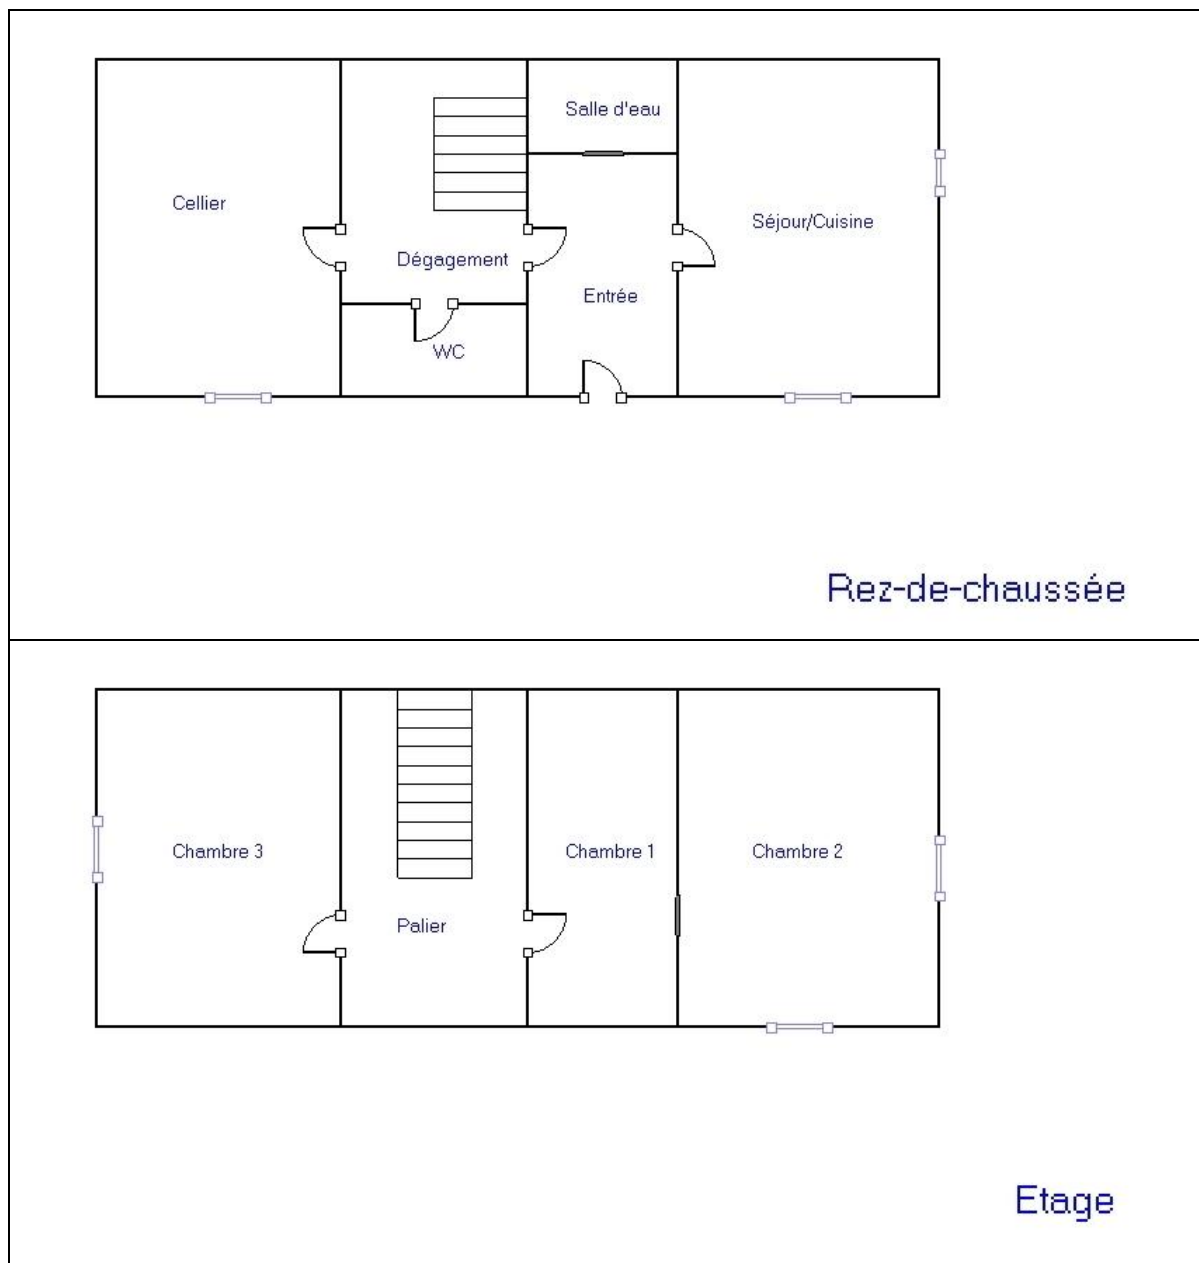 Salle d'eau
Cellier
Séjour/Cuisine
Dégagement
Entrée
WC
Rez-de-chaussée
Chambre 3
Chambre 1
Chambre 2
Palier
Etage